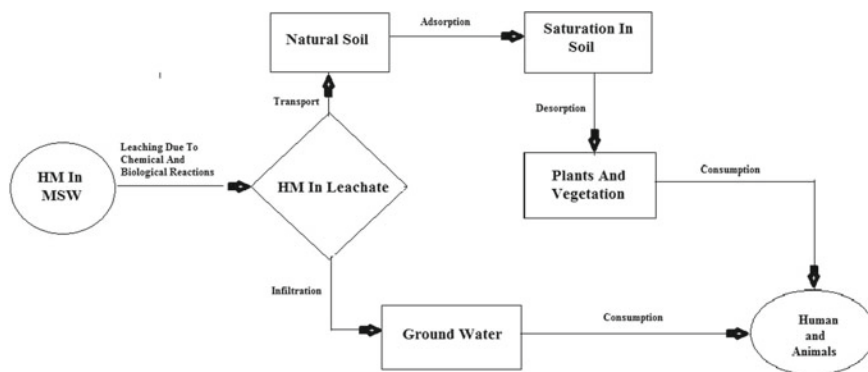 Natural Soil
Adsorption
Saturation In
Soil
Transport
Desorption
Leaching Due To
Chemical And
Biological Reactions
HM In
MSW
HM In Leachate
Plants And
Vegetation
Consumption
Infiltration
Ground Water
Consumption
Human
and
Animals